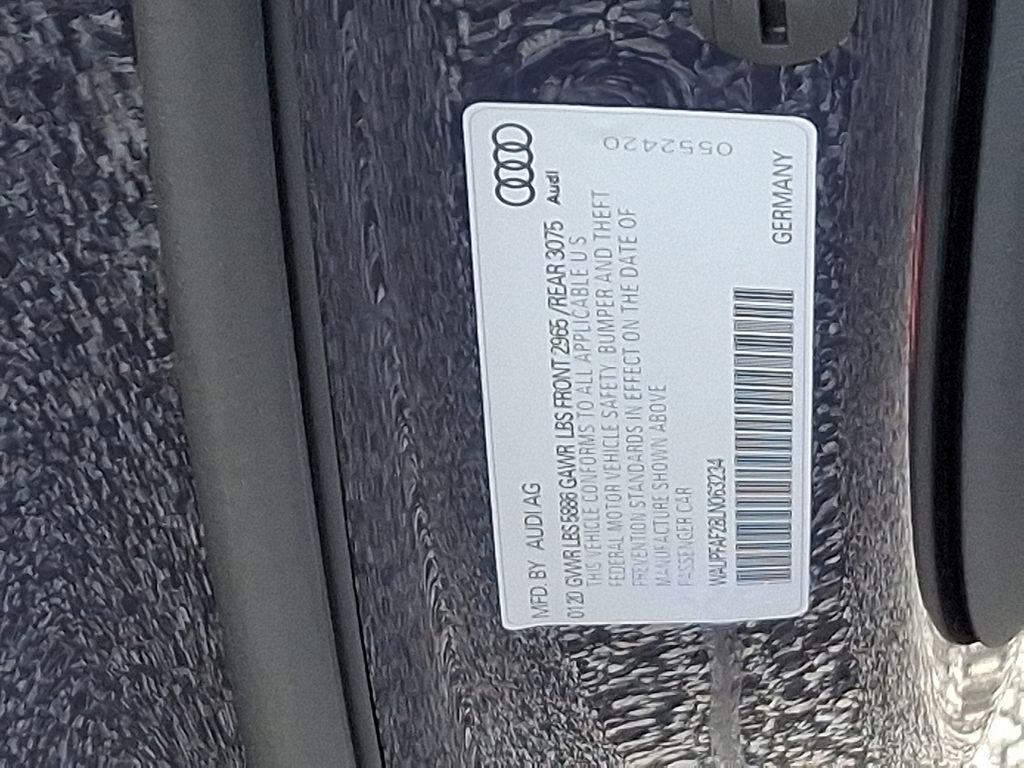 Audi
MFD. BY AUDI AG
01 20 GVWR LBS 5886 GAWR LBS FRONT 2965 /REAR 3075
THIS VEHICLE CONFORMS TO ALL APPLICABLE U S
FEDERAL MOTOR VEHICLE SAFETY BUMPER AND THEFT
PREVENTION STANDARDS IN EFFECT ON THE DATE OF
MANUFACTURE SHOWN ABOVE
PASSENGER CAR
WALPFAFZ8LN063234
GERMANY
0552420